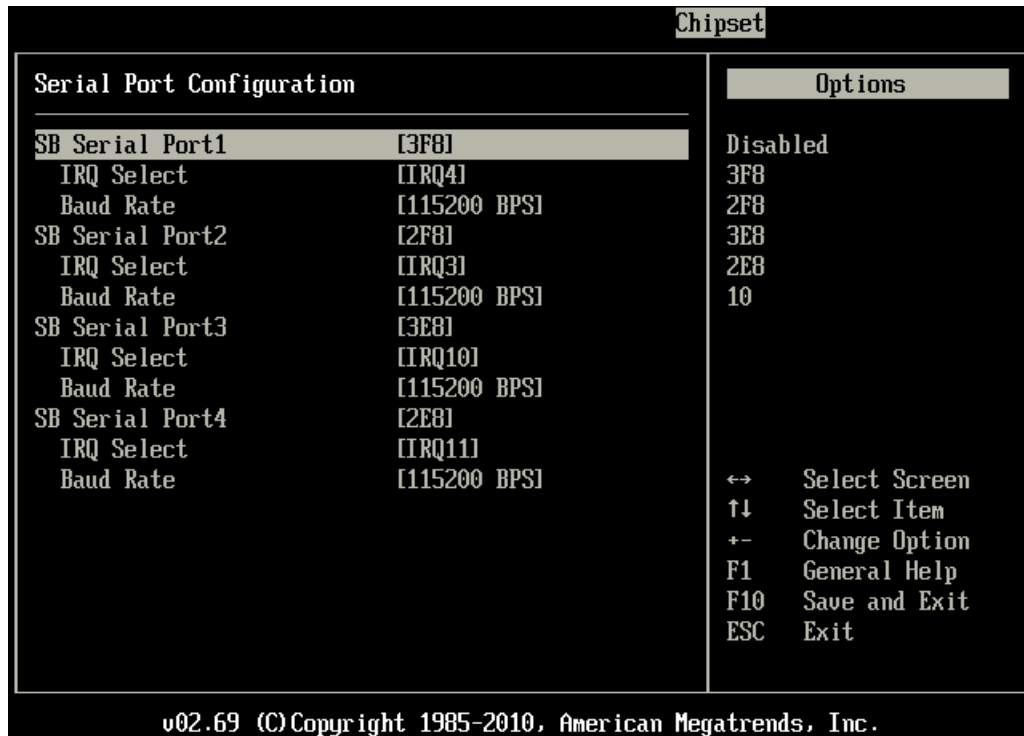 Chipset
Serial Port Configuration
SB Serial Port1 [3F8]
IRQ Select [IRQ4]
Baud Rate [115200 BPS]
SB Serial Port2 [2F8]
IRQ Select [IRQ3]
Baud Rate [115200 BPS]
SB Serial Port3 [3E8]
IRQ Select [IRQ10]
Baud Rate [115200 BPS]
SB Serial Port4 [2E8]
IRQ Select [IRQ11]
Baud Rate [115200 BPS]
Options
Disabled
3F8
2F8
3E8
2E8
10
↔ Select Screen
↑↓ Select Item
+- Change Option
F1 General Help
F10 Save and Exit
ESC Exit
v02.69 (C)Copyright 1985-2010, American Megatrends, Inc.